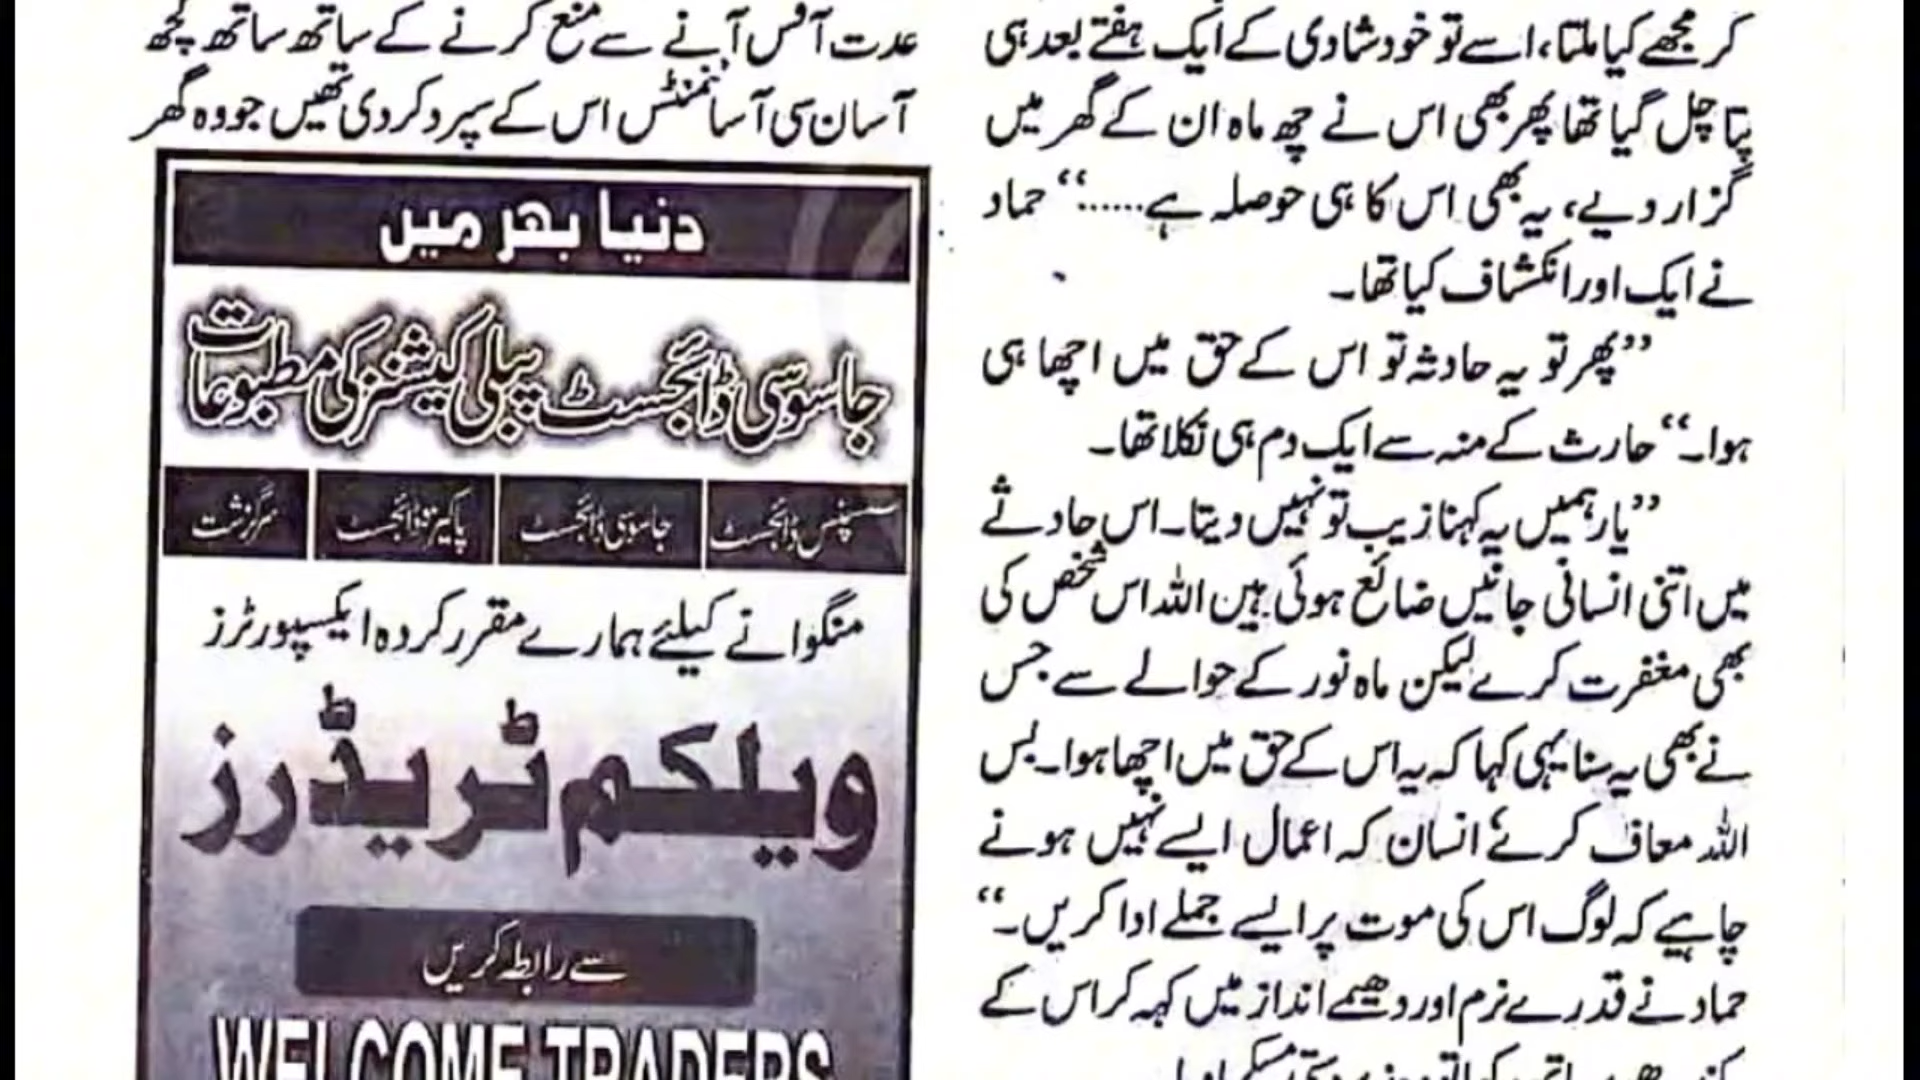 کر مجھے کیا ملتا، اسے تو خود شادی کے ایک ہفتے بعد ہی
پتا چل گیا تھا پھر بھی اس نے چھ ماہ ان کے گھر میں
گزار دیے، یہ بھی اس کا ہی حوصلہ ہے......‘‘ حماد
نے ایک اور انکشاف کیا تھا۔
’’پھر تو یہ حادثہ تو اس کے حق میں اچھا ہی
ہوا۔‘‘ حارث کے منہ سے ایک دم ہی نکلا تھا۔
’’یار ہمیں یہ کہنا زیب تو نہیں دیتا۔ اس حادثے
میں اتنی انسانی جانیں ضائع ہوئی ہیں اللہ اس شخص کی
بھی مغفرت کرے لیکن ماہ نور کے حوالے سے جس
نے بھی یہ سنا یہی کہا کہ یہ اس کے حق میں اچھا ہوا۔ بس
اللہ معاف کرے انسان کہ اعمال ایسے نہیں ہونے
چاہیے کہ لوگ اس کی موت پر ایسے جملے ادا کریں۔‘‘
حماد نے قدرے نرم اور دھیمے انداز میں کہہ کر اس کے
عدت آفس آنے سے منع کرنے کے ساتھ ساتھ کچھ
آسان سی آسائنمنٹس اس کے سپرد کر دی تھیں جو وہ گھر
دنیا بھر میں
جاسوسی ڈائجسٹ پبلی کیشنز کی مطبوعات
سسپنس ڈائجسٹ جاسوسی ڈائجسٹ پاکیزہ ڈائجسٹ سرگزشت
منگوانے کیلئے ہمارے مقرر کردہ ایکسپورٹرز
ویلکم ٹریڈرز
سے رابطہ کریں
WELCOME TRADERS